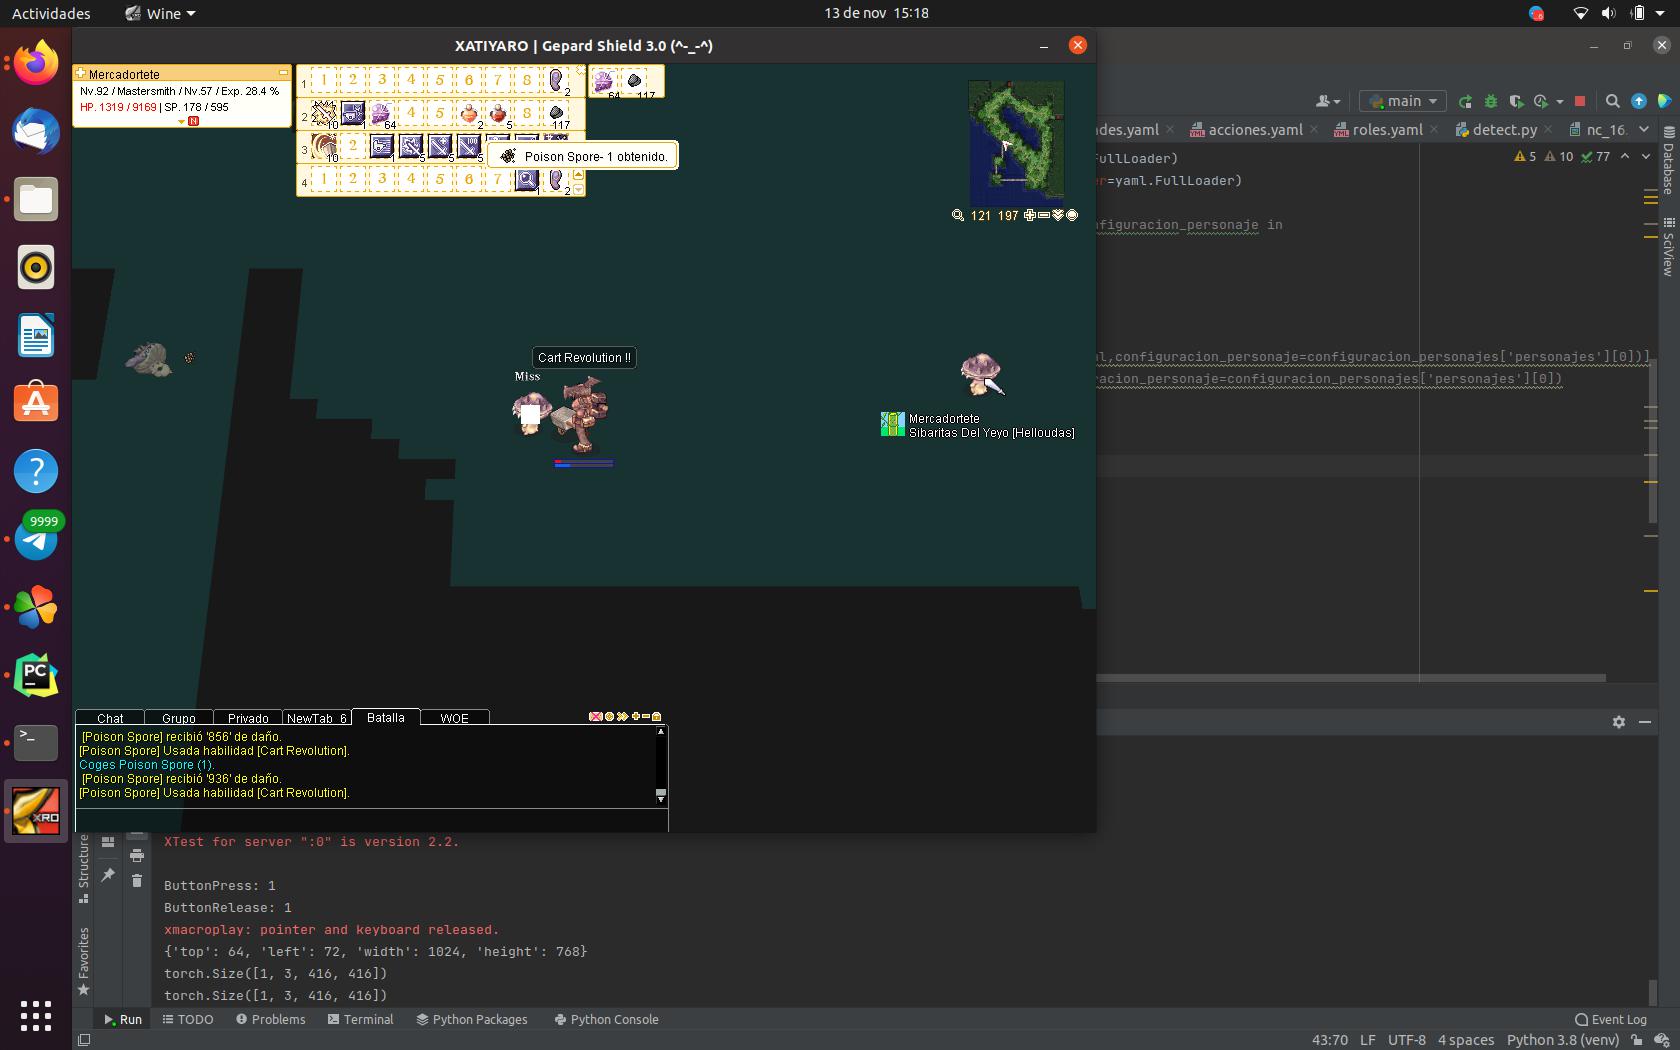 Actividades
Wine
13 de nov 15:18
XATIYARO | Gepard Shield 3.0 (^-_-^)
Mercadortete
Nv.92 / Mastersmith / Nv.57 / Exp. 28.4 %
HP. 1319 / 9169 | SP. 178 / 595
1 1 2 3 4 5 6 7 8 2
64 117
2 10 64 4 5 2 5 8 117
3 10 2 1 5 5 5
Poison Spore- 1 obtenido.
4 1 2 3 4 5 6 7 1 2
121 197
main
ndes.yaml
acciones.yaml
roles.yaml
detect.py
nc_16.
FullLoader)
5 10 77
er=yaml.FullLoader)
nfiguracion_personaje in
al,configuracion_personaje=configuracion_personajes['personajes'][0])]
racion_personaje=configuracion_personajes['personajes'][0])
Database
SciView
Cart Revolution !!
Miss
Mercadortete
Sibaritas Del Yeyo [Helloudas]
9999
PC
XRO
Chat
Grupo
Privado
NewTab 6
Batalla
WOE
[Poison Spore] recibió '856' de daño.
[Poison Spore] Usada habilidad [Cart Revolution].
Coges Poison Spore (1).
[Poison Spore] recibió '936' de daño.
[Poison Spore] Usada habilidad [Cart Revolution].
Structure
Favorites
XTest for server ":0" is version 2.2.
ButtonPress: 1
ButtonRelease: 1
xmacroplay: pointer and keyboard released.
{'top': 64, 'left': 72, 'width': 1024, 'height': 768}
torch.Size([1, 3, 416, 416])
torch.Size([1, 3, 416, 416])
Run
TODO
Problems
Terminal
Python Packages
Python Console
Event Log
43:70 LF UTF-8 4 spaces Python 3.8 (venv)